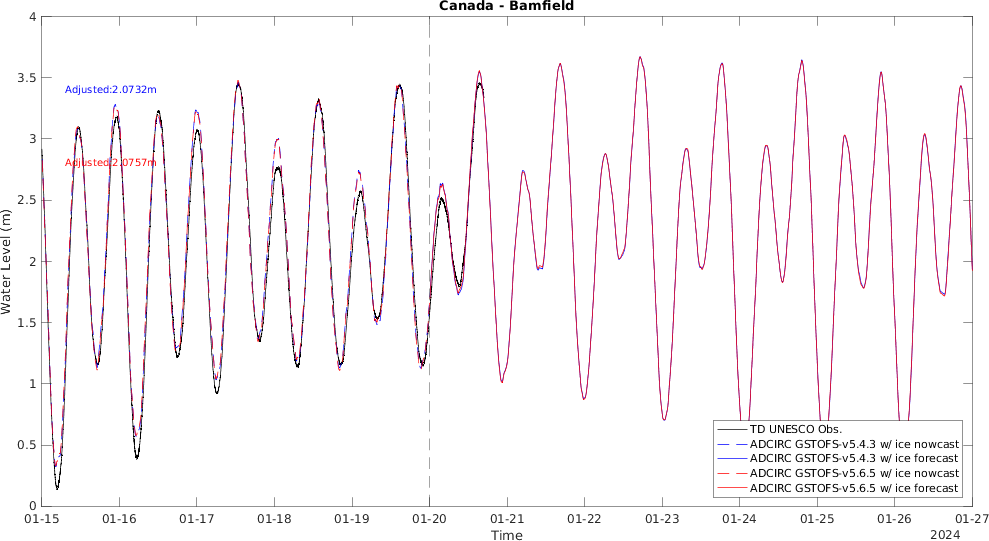 Canada - Bamfield
4
3.5
3
2.5
2
1.5
1
0.5
0
Water Level (m)
Adjusted:2.0732m
Adjusted:2.0757m
TD UNESCO Obs.
ADCIRC GSTOFS-v5.4.3 w/ ice nowcast
ADCIRC GSTOFS-v5.4.3 w/ ice forecast
ADCIRC GSTOFS-v5.6.5 w/ ice nowcast
ADCIRC GSTOFS-v5.6.5 w/ ice forecast
01-15 01-16 01-17 01-18 01-19 01-20 01-21 01-22 01-23 01-24 01-25 01-26 01-27
Time
2024